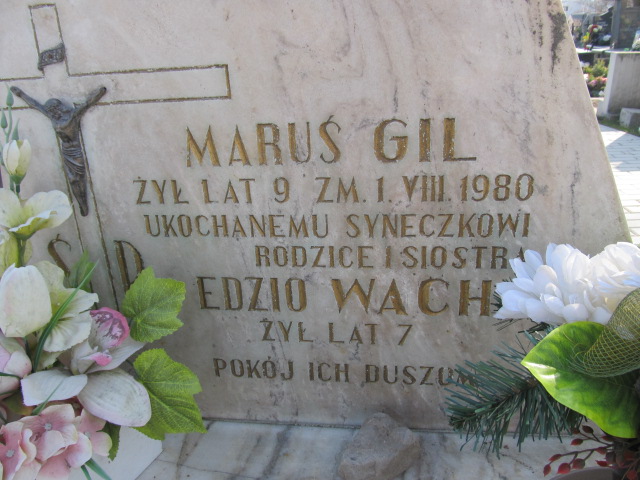 MARUŚ GIL
ŻYŁ LAT 9 ZM. 1. VIII. 1980
UKOCHANEMU SYNECZKOWI
RODZICE I SIOSTRA
Ś P
EDZIO WACH
ŻYŁ LAT 7
POKÓJ ICH DUSZOM